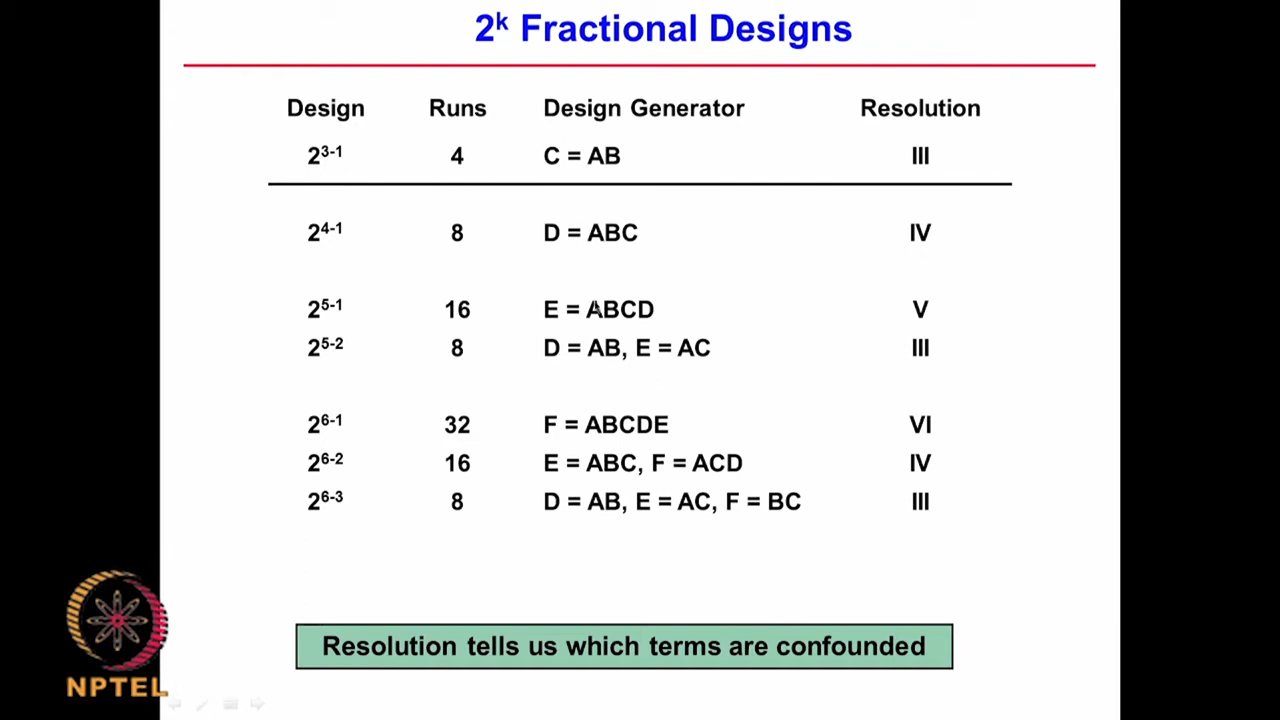 2ᵏ Fractional Designs
Design Runs Design Generator Resolution
2³⁻¹ 4 C = AB III
2⁴⁻¹ 8 D = ABC IV
2⁵⁻¹ 16 E = ABCD V
2⁵⁻² 8 D = AB, E = AC III
2⁶⁻¹ 32 F = ABCDE VI
2⁶⁻² 16 E = ABC, F = ACD IV
2⁶⁻³ 8 D = AB, E = AC, F = BC III
Resolution tells us which terms are confounded
NPTEL